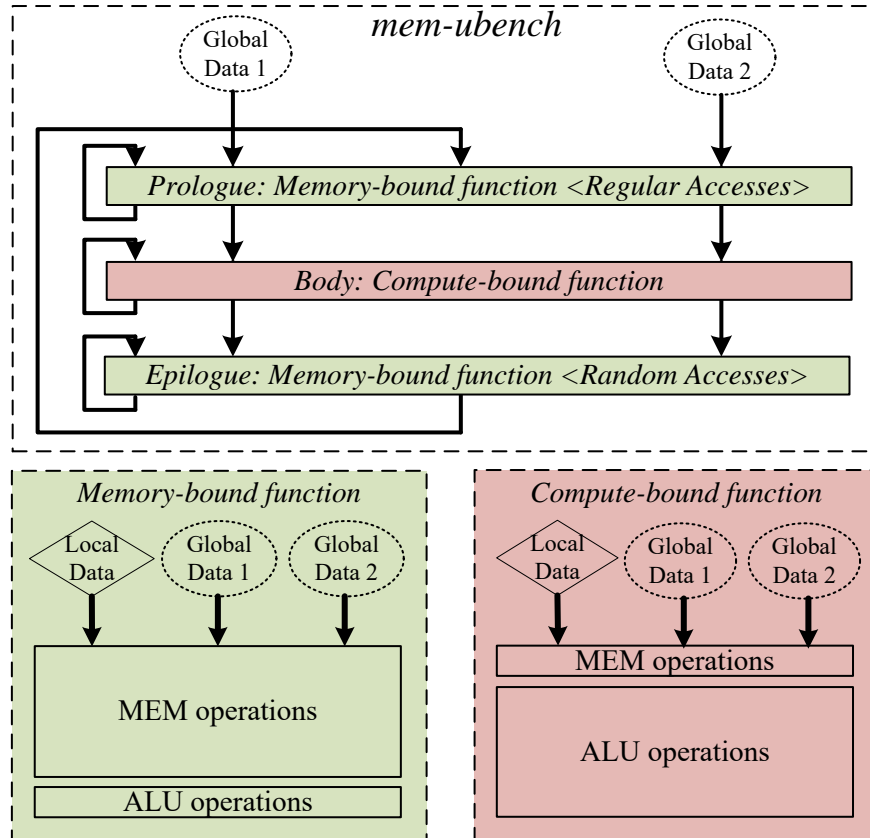 mem-ubench
Global
Data 1
Global
Data 2
Prologue: Memory-bound function <Regular Accesses>
Body: Compute-bound function
Epilogue: Memory-bound function <Random Accesses>
Memory-bound function
Local
Data
Global
Data 1
Global
Data 2
MEM operations
ALU operations
Compute-bound function
Local
Data
Global
Data 1
Global
Data 2
MEM operations
ALU operations